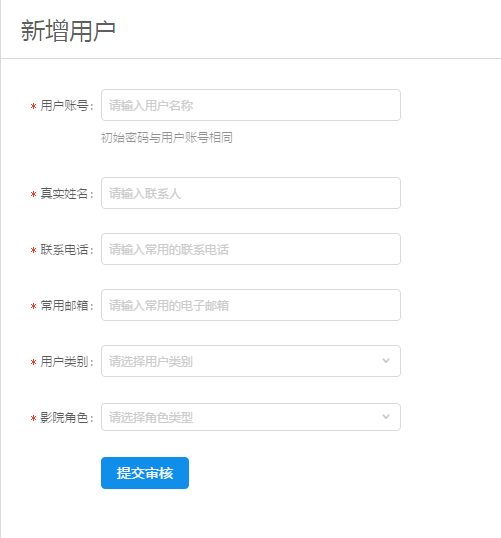 新增用户
* 用户账号: 请输入用户名称
初始密码与用户账号相同
* 真实姓名: 请输入联系人
* 联系电话: 请输入常用的联系电话
* 常用邮箱: 请输入常用的电子邮箱
* 用户类别: 请选择用户类别
* 影院角色: 请选择角色类型
提交审核